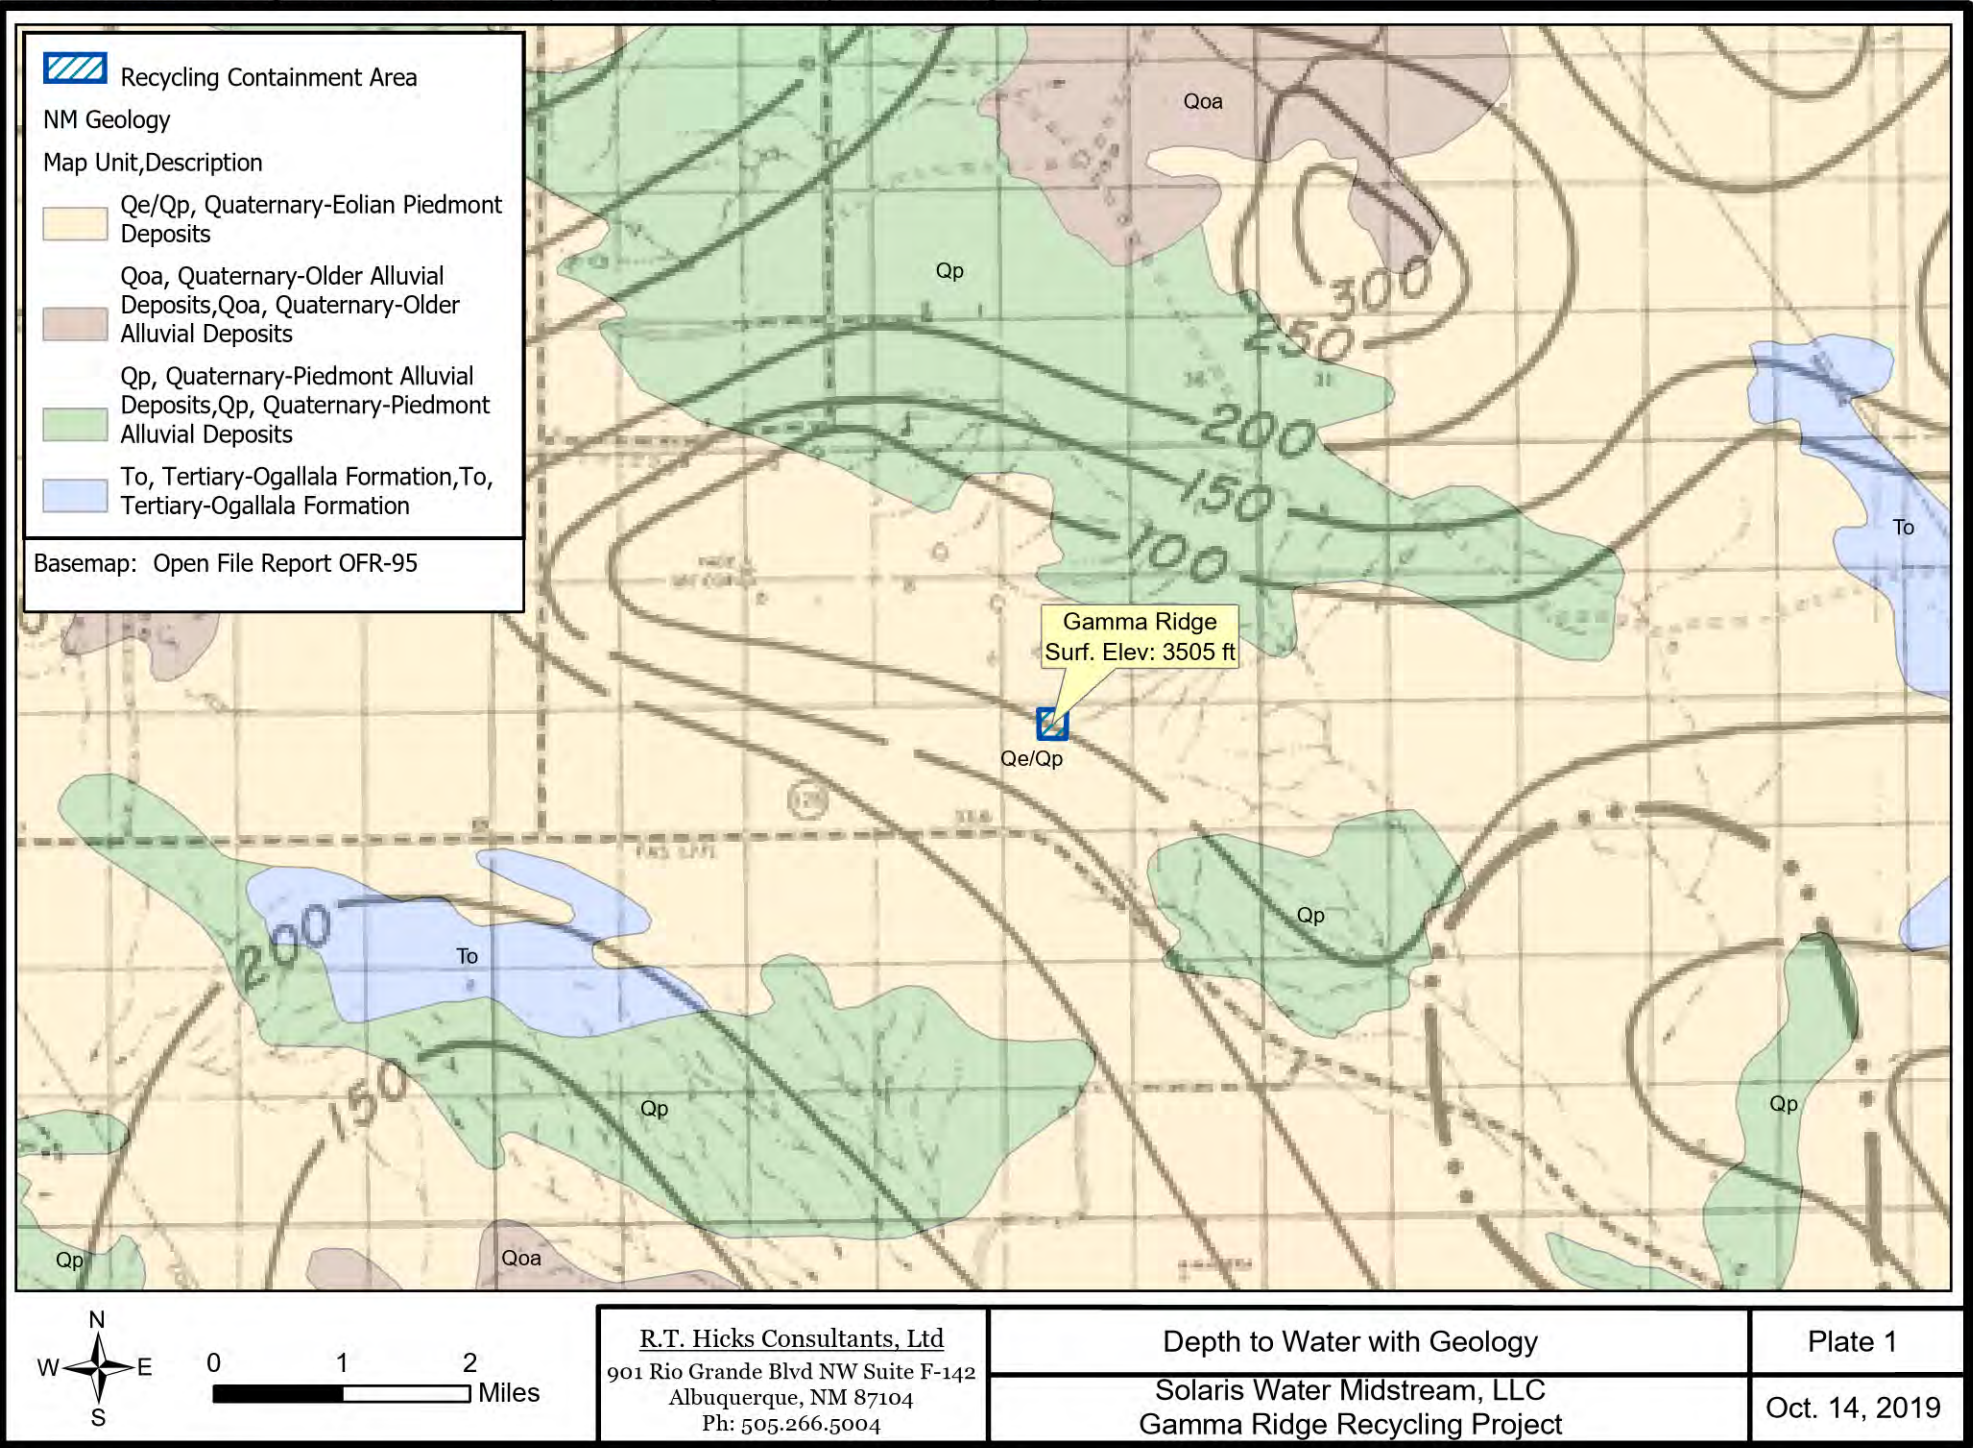 Recycling Containment Area
NM Geology
Map Unit,Description
Qe/Qp, Quaternary-Eolian Piedmont
Deposits
Qoa, Quaternary-Older Alluvial
Deposits,Qoa, Quaternary-Older
Alluvial Deposits
Qp, Quaternary-Piedmont Alluvial
Deposits,Qp, Quaternary-Piedmont
Alluvial Deposits
To, Tertiary-Ogallala Formation,To,
Tertiary-Ogallala Formation
Basemap: Open File Report OFR-95
Qoa
Qp
300
250
36
31
200
150
To
100
Gamma Ridge
Surf. Elev: 3505 ft
Qe/Qp
128
Qp
200
To
150
Qp
Qp
Qp
Qoa
N
W
E
S
0 1 2
Miles
R.T. Hicks Consultants, Ltd
901 Rio Grande Blvd NW Suite F-142
Albuquerque, NM 87104
Ph: 505.266.5004
Depth to Water with Geology
Solaris Water Midstream, LLC
Gamma Ridge Recycling Project
Plate 1
Oct. 14, 2019